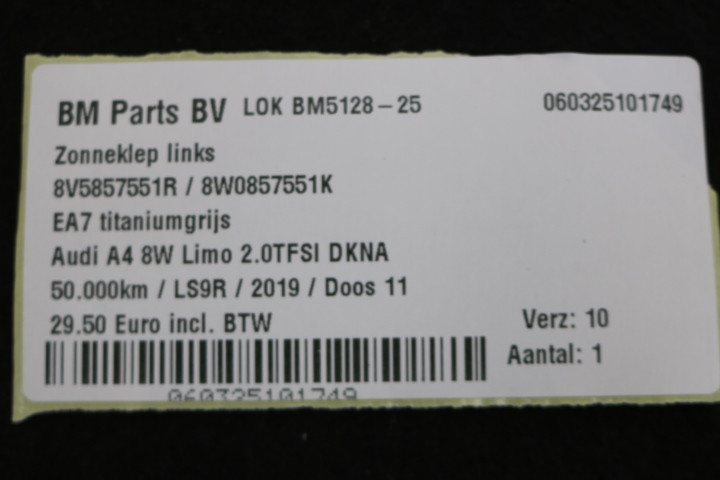 BM Parts BV LOK BM5128-25 060325101749
Zonneklep links
8V5857551R / 8W0857551K
EA7 titaniumgrijs
Audi A4 8W Limo 2.0TFSI DKNA
50.000km / LS9R / 2019 / Doos 11
29.50 Euro incl. BTW Verz: 10
Aantal: 1
060325101749